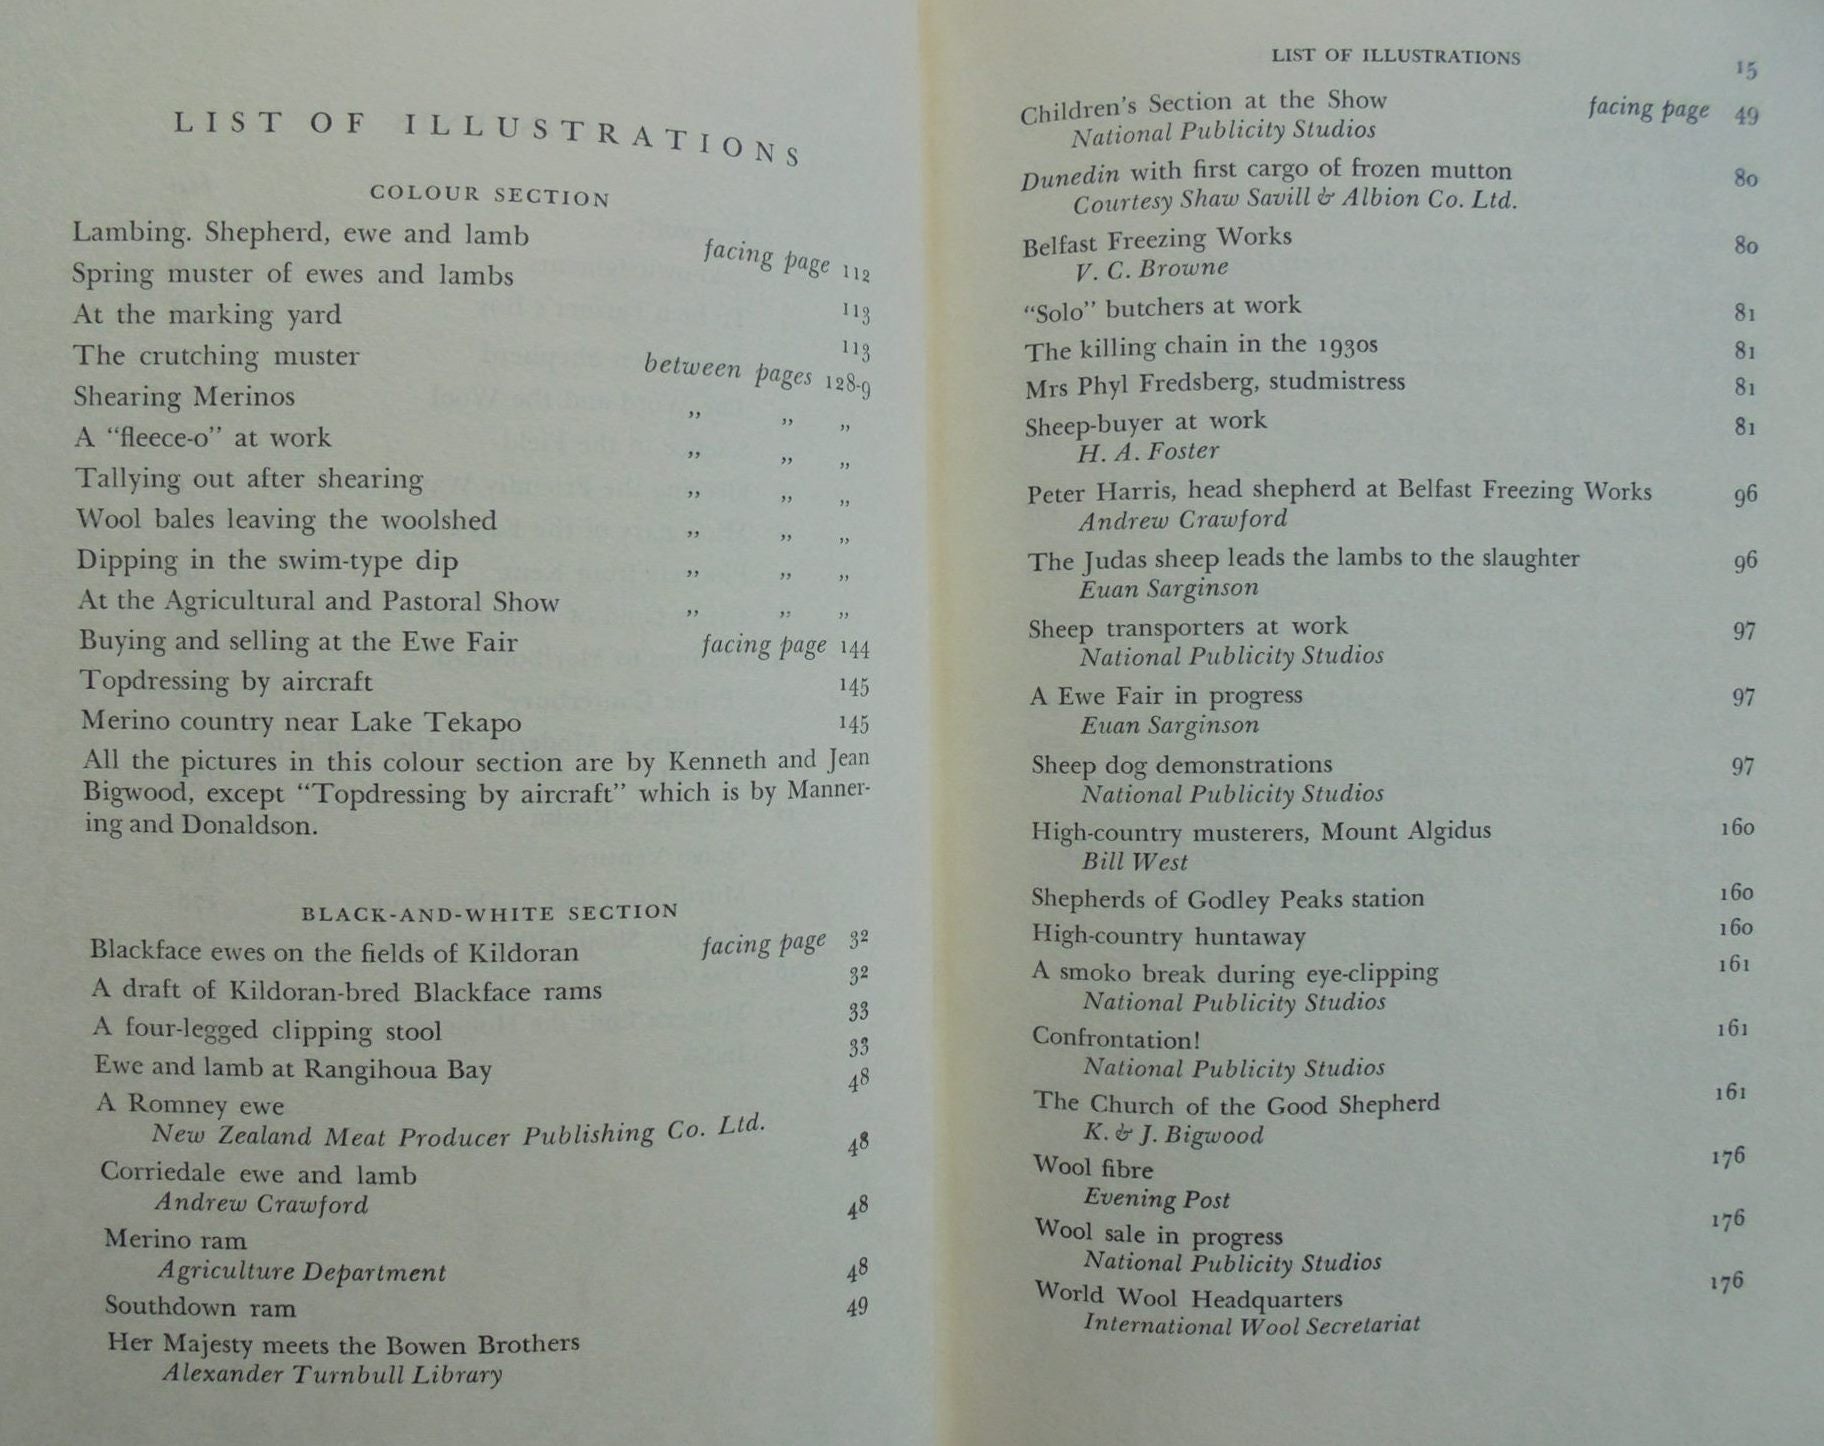 LIST OF ILLUSTRATIONS
COLOUR SECTION
Lambing. Shepherd, ewe and lamb facing page 112
Spring muster of ewes and lambs 113
At the marking yard 113
The crutching muster between pages 128-9
Shearing Merinos ,, ,, ,,
A “fleece-o” at work ,, ,, ,,
Tallying out after shearing ,, ,, ,,
Wool bales leaving the woolshed ,, ,, ,,
Dipping in the swim-type dip ,, ,, ,,
At the Agricultural and Pastoral Show ,, ,, ,,
Buying and selling at the Ewe Fair facing page 144
Topdressing by aircraft 145
Merino country near Lake Tekapo 145
All the pictures in this colour section are by Kenneth and Jean
Bigwood, except “Topdressing by aircraft” which is by Manner-
ing and Donaldson.
BLACK-AND-WHITE SECTION
Blackface ewes on the fields of Kildoran facing page 32
A draft of Kildoran-bred Blackface rams 32
A four-legged clipping stool 33
Ewe and lamb at Rangihoua Bay 33
A Romney ewe 48
New Zealand Meat Producer Publishing Co. Ltd.
Corriedale ewe and lamb 48
Andrew Crawford
Merino ram 48
Agriculture Department
Southdown ram 48
Her Majesty meets the Bowen Brothers 49
Alexander Turnbull Library
LIST OF ILLUSTRATIONS 15
Children’s Section at the Show facing page 49
National Publicity Studios
Dunedin with first cargo of frozen mutton 80
Courtesy Shaw Savill & Albion Co. Ltd.
Belfast Freezing Works 80
V. C. Browne
“Solo” butchers at work 81
The killing chain in the 1930s 81
Mrs Phyl Fredsberg, studmistress 81
Sheep-buyer at work 81
H. A. Foster
Peter Harris, head shepherd at Belfast Freezing Works 96
Andrew Crawford
The Judas sheep leads the lambs to the slaughter 96
Euan Sarginson
Sheep transporters at work 97
National Publicity Studios
A Ewe Fair in progress 97
Euan Sarginson
Sheep dog demonstrations 97
National Publicity Studios
High-country musterers, Mount Algidus 160
Bill West
Shepherds of Godley Peaks station 160
High-country huntaway 160
A smoko break during eye-clipping 161
National Publicity Studios
Confrontation! 161
National Publicity Studios
The Church of the Good Shepherd 161
K. & J. Bigwood
Wool fibre 176
Evening Post
Wool sale in progress 176
National Publicity Studios
World Wool Headquarters 176
International Wool Secretariat